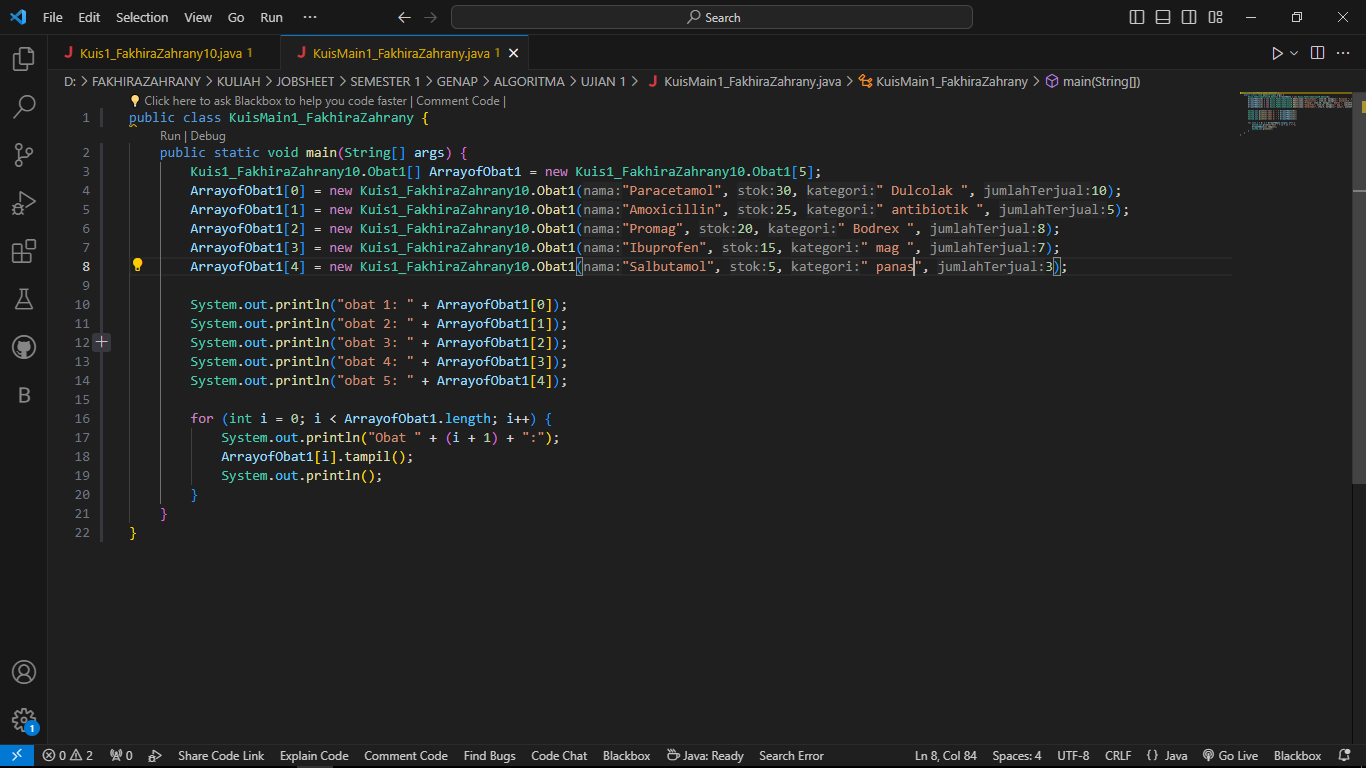 File Edit Selection View Go Run ··· Search
Kuis1_FakhiraZahrany10.java 1 KuisMain1_FakhiraZahrany.java 1
D: > FAKHIRAZAHRANY > KULIAH > JOBSHEET > SEMESTER 1 > GENAP > ALGORITMA > UJIAN 1 > J KuisMain1_FakhiraZahrany.java > KuisMain1_FakhiraZahrany > main(String[])
Click here to ask Blackbox to help you code faster | Comment Code |
1 public class KuisMain1_FakhiraZahrany {
Run | Debug
2 public static void main(String[] args) {
3 Kuis1_FakhiraZahrany10.Obat1[] ArrayofObat1 = new Kuis1_FakhiraZahrany10.Obat1[5];
4 ArrayofObat1[0] = new Kuis1_FakhiraZahrany10.Obat1(nama:"Paracetamol", stok:30, kategori:" Dulcolak ", jumlahTerjual:10);
5 ArrayofObat1[1] = new Kuis1_FakhiraZahrany10.Obat1(nama:"Amoxicillin", stok:25, kategori:" antibiotik ", jumlahTerjual:5);
6 ArrayofObat1[2] = new Kuis1_FakhiraZahrany10.Obat1(nama:"Promag", stok:20, kategori:" Bodrex ", jumlahTerjual:8);
7 ArrayofObat1[3] = new Kuis1_FakhiraZahrany10.Obat1(nama:"Ibuprofen", stok:15, kategori:" mag ", jumlahTerjual:7);
8 ArrayofObat1[4] = new Kuis1_FakhiraZahrany10.Obat1(nama:"Salbutamol", stok:5, kategori:" panas", jumlahTerjual:3);
9
10 System.out.println("obat 1: " + ArrayofObat1[0]);
11 System.out.println("obat 2: " + ArrayofObat1[1]);
12 System.out.println("obat 3: " + ArrayofObat1[2]);
13 System.out.println("obat 4: " + ArrayofObat1[3]);
14 System.out.println("obat 5: " + ArrayofObat1[4]);
15
16 for (int i = 0; i < ArrayofObat1.length; i++) {
17 System.out.println("Obat " + (i + 1) + ":");
18 ArrayofObat1[i].tampil();
19 System.out.println();
20 }
21 }
22 }
B
1
0 2 0 Share Code Link Explain Code Comment Code Find Bugs Code Chat Blackbox Java: Ready Search Error Ln 8, Col 84 Spaces: 4 UTF-8 CRLF {} Java Go Live Blackbox